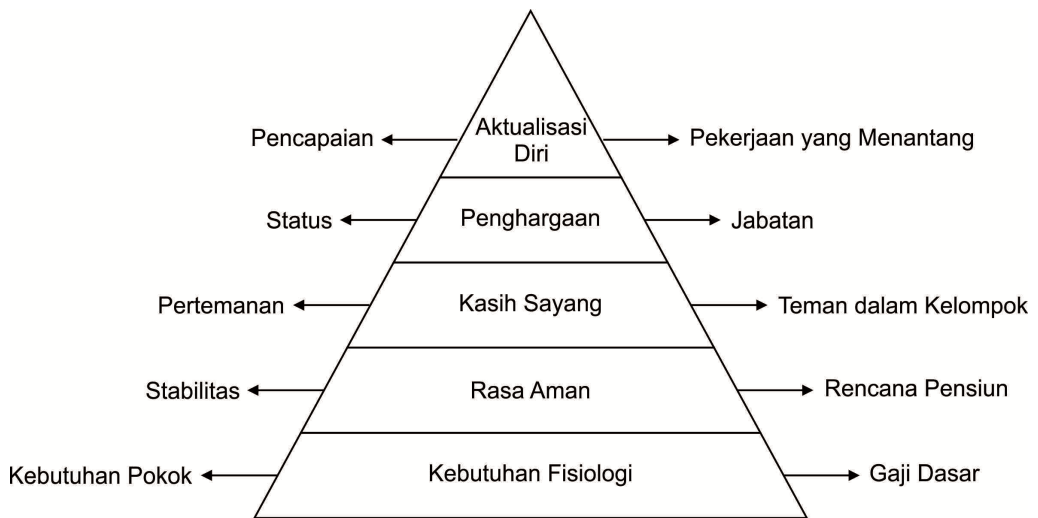 Pencapaian
Aktualisasi
Diri
Pekerjaan yang Menantang
Status
Penghargaan
Jabatan
Pertemanan
Kasih Sayang
Teman dalam Kelompok
Stabilitas
Rasa Aman
Rencana Pensiun
Kebutuhan Pokok
Kebutuhan Fisiologi
Gaji Dasar